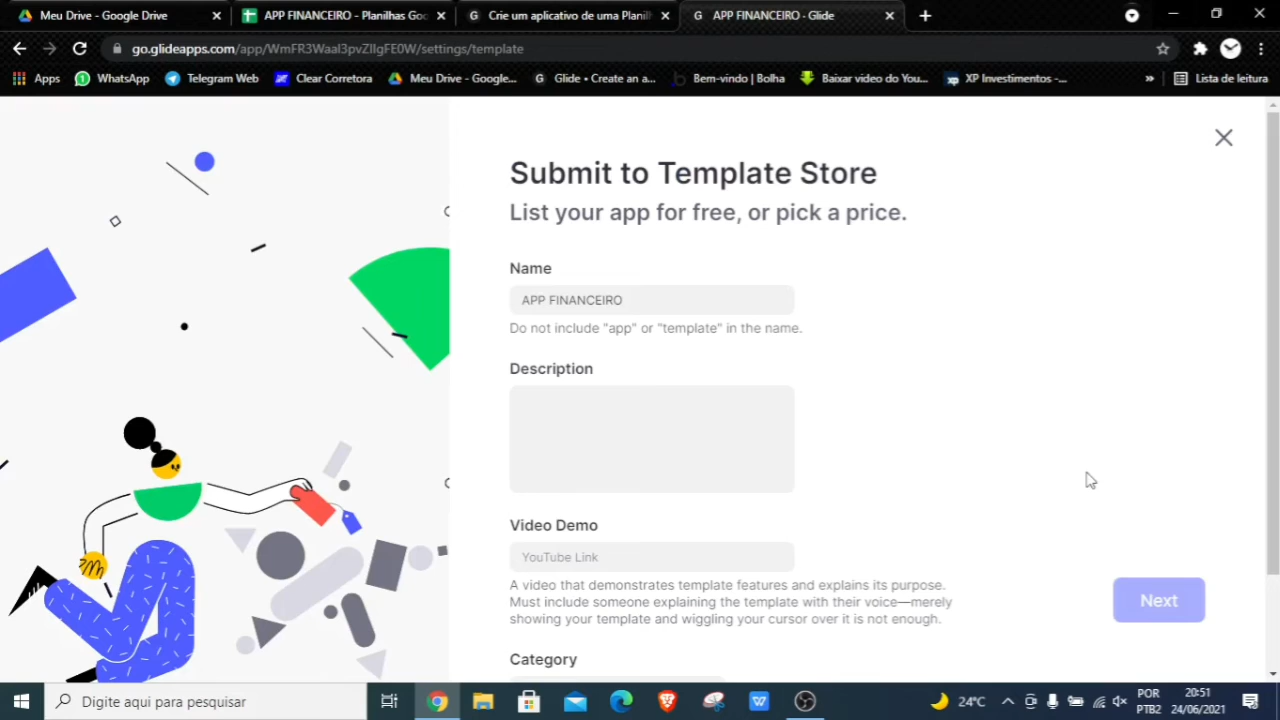 Meu Drive - Google Drive
APP FINANCEIRO - Planilhas Goo
Crie um aplicativo de uma Planil
APP FINANCEIRO - Glide
go.glideapps.com/app/WmFR3Waal3pvZIlgFE0W/settings/template
Apps
WhatsApp
Telegram Web
Clear Corretora
Meu Drive - Google...
Glide • Create an a...
Bem-vindo | Bolha
Baixar video do You...
XP Investimentos -...
»
Lista de leitura
Submit to Template Store
List your app for free, or pick a price.
Name
APP FINANCEIRO
Do not include "app" or "template" in the name.
Description
Video Demo
YouTube Link
A video that demonstrates template features and explains its purpose.
Must include someone explaining the template with their voice—merely
showing your template and wiggling your cursor over it is not enough.
Next
Category
Digite aqui para pesquisar
24°C
POR
PTB2
20:51
24/06/2021